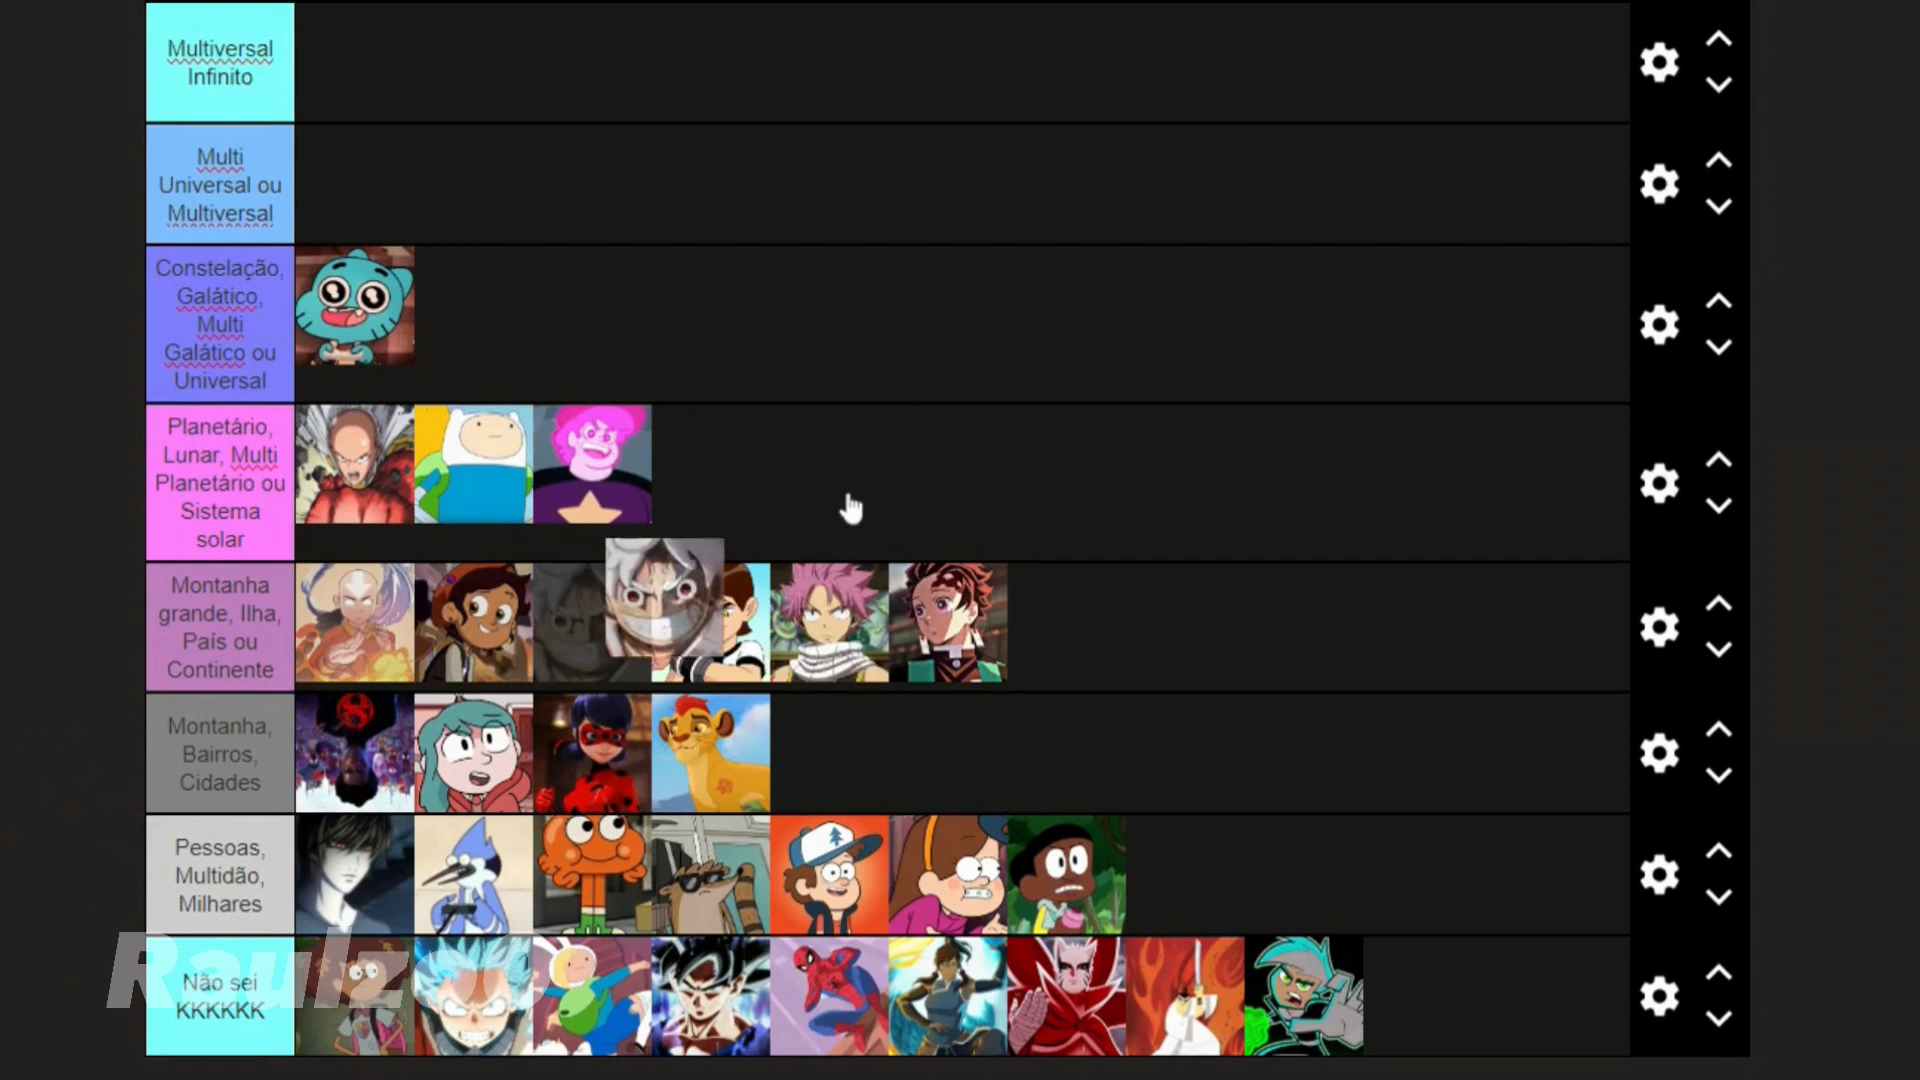 Multiversal
Infinito
Multi
Universal ou
Multiversal
Constelação,
Galático,
Multi
Galático ou
Universal
Planetário,
Lunar, Multi
Planetário ou
Sistema
solar
Montanha
grande, Ilha,
País ou
Continente
Montanha,
Bairros,
Cidades
Pessoas,
Multidão,
Milhares
Não sei
KKKKKK
Raulzoo